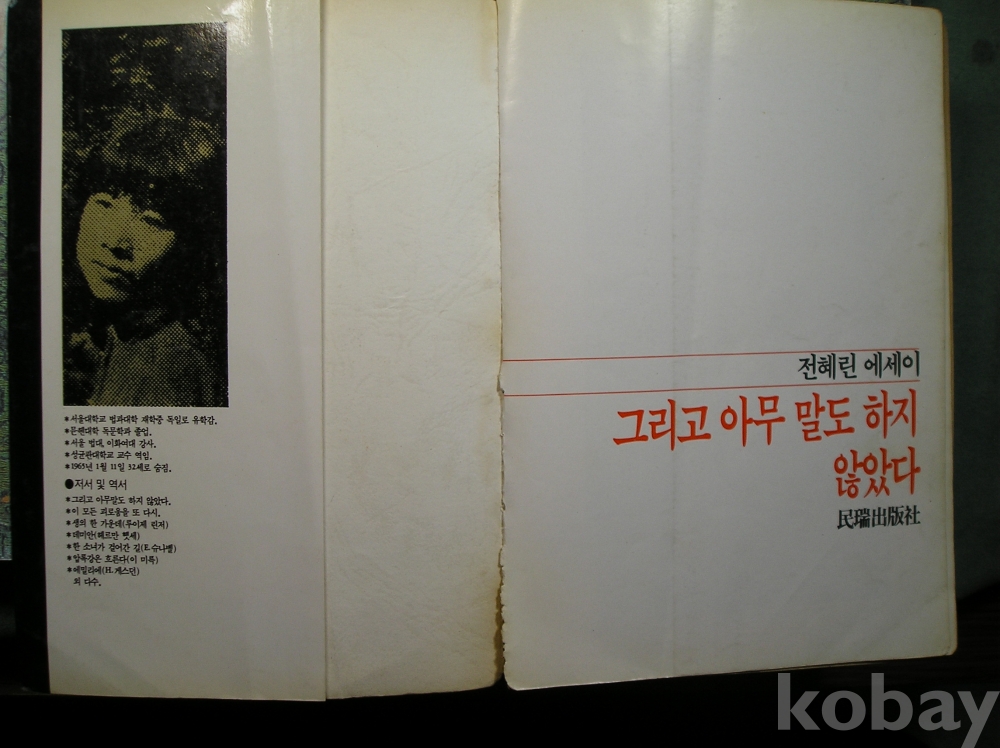 *서울대학교 법과대학 재학중 독일로 유학감.
*뮌헨대학 독문학과 졸업.
*서울 법대, 이화여대 강사.
*성균관대학교 교수 역임.
*1965년 1월 11일 32세로 숨짐.
●저서 및 역서
*그리고 아무말도 하지 않았다.
*이 모든 괴로움을 또 다시.
*생의 한 가운데(루이제 린저)
*데미안(헤르만 헷세)
*한 소녀가 걸어간 길(E.슈나벨)
*압록강은 흐른다(이 미륵)
*에밀리에(H.게스턴)
외 다수.
전혜린 에세이
그리고 아무 말도 하지
않았다
民瑞出版社
kobay